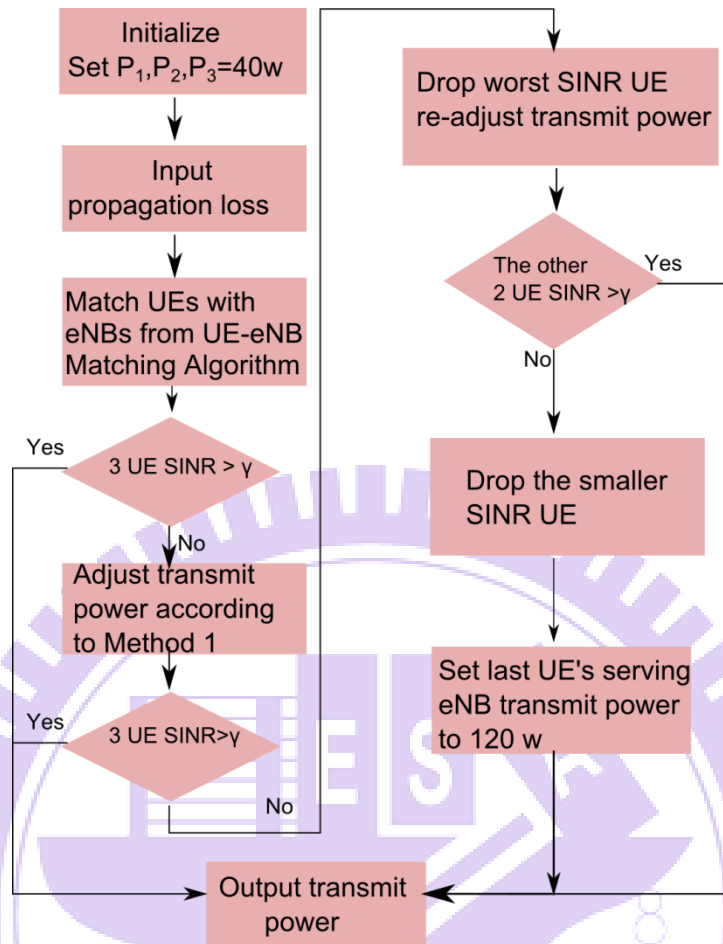 Initialize
Set P₁,P₂,P₃=40w
Input
propagation loss
Match UEs with
eNBs from UE-eNB
Matching Algorithm
Yes
3 UE SINR > γ
No
Adjust transmit
power according
to Method 1
Yes
3 UE SINR>γ
No
Drop worst SINR UE
re-adjust transmit power
The other
2 UE SINR >γ
Yes
No
Drop the smaller
SINR UE
Set last UE's serving
eNB transmit power
to 120 w
Output transmit
power
E S